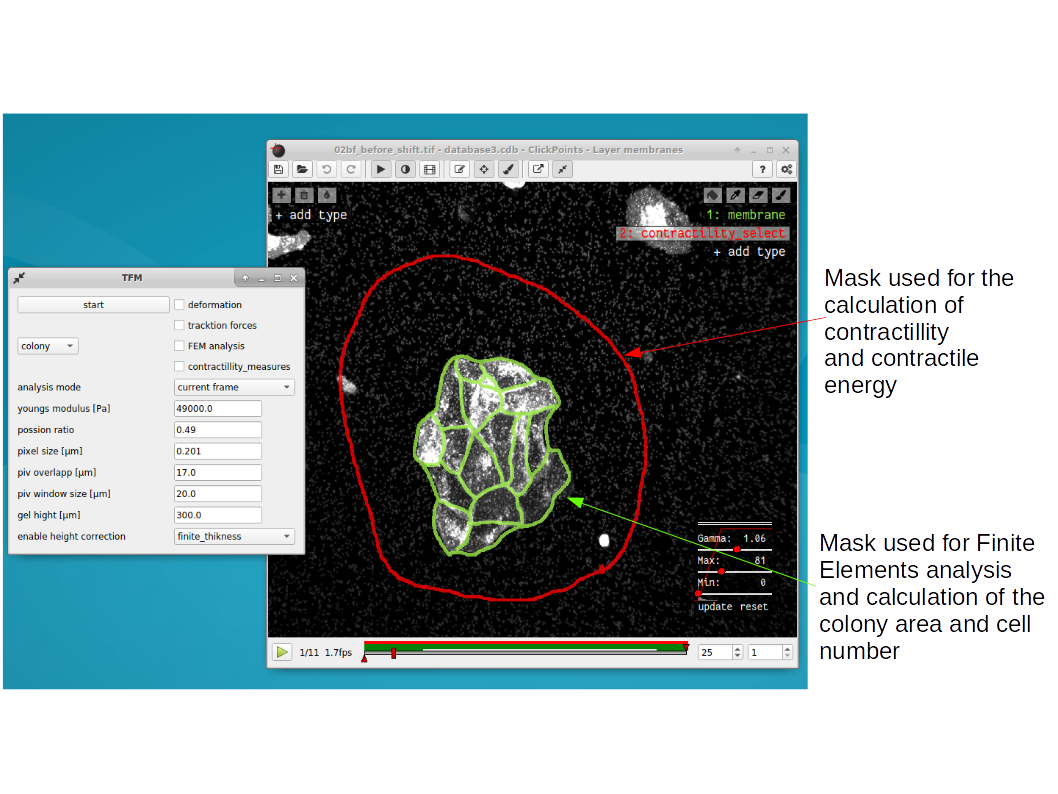 02bf_before_shift.tif - database3.cdb - ClickPoints - Layer membranes
?
+ add type
1: membrane
2: contractility_select
+ add type
TFM
start
deformation
tracktion forces
colony
FEM analysis
contractillity_measures
analysis mode
current frame
youngs modulus [Pa]
49000.0
possion ratio
0.49
pixel size [µm]
0.201
piv overlapp [µm]
17.0
piv window size [µm]
20.0
gel hight [µm]
300.0
enable height correction
finite_thikness
Gamma: 1.06
Max: 81
Min: 0
update reset
1/11 1.7fps
25
1
Mask used for the
calculation of
contractillity
and contractile
energy
Mask used for Finite
Elements analysis
and calculation of the
colony area and cell
number